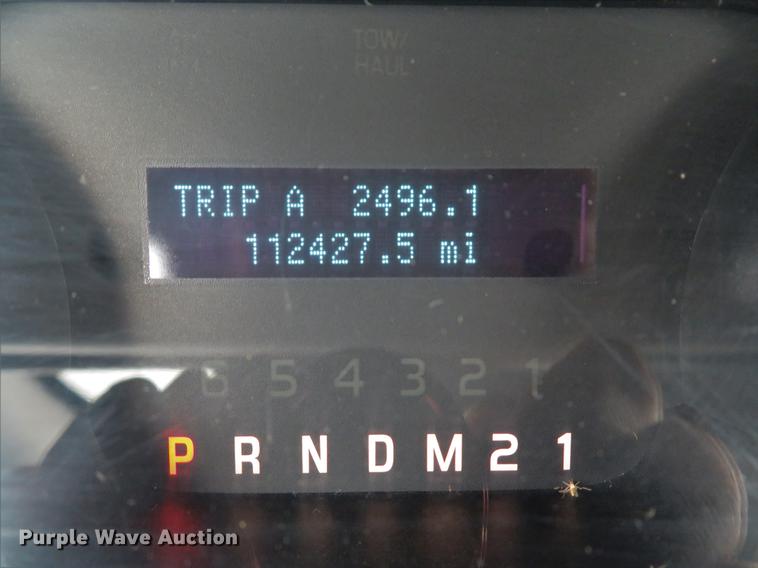 TOW/
HAUL
TRIP A 2496.1
112427.5 mi
6 5 4 3 2 1
P R N D M 2 1
Purple Wave Auction